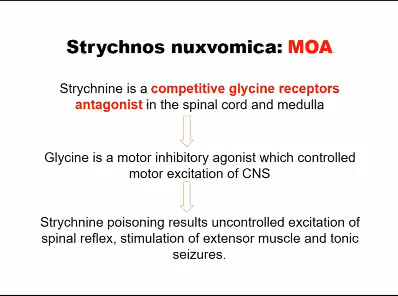 Strychnos nuxvomica: MOA
Strychnine is a competitive glycine receptors
antagonist in the spinal cord and medulla
Glycine is a motor inhibitory agonist which controlled
motor excitation of CNS
Strychnine poisoning results uncontrolled excitation of
spinal reflex, stimulation of extensor muscle and tonic
seizures.